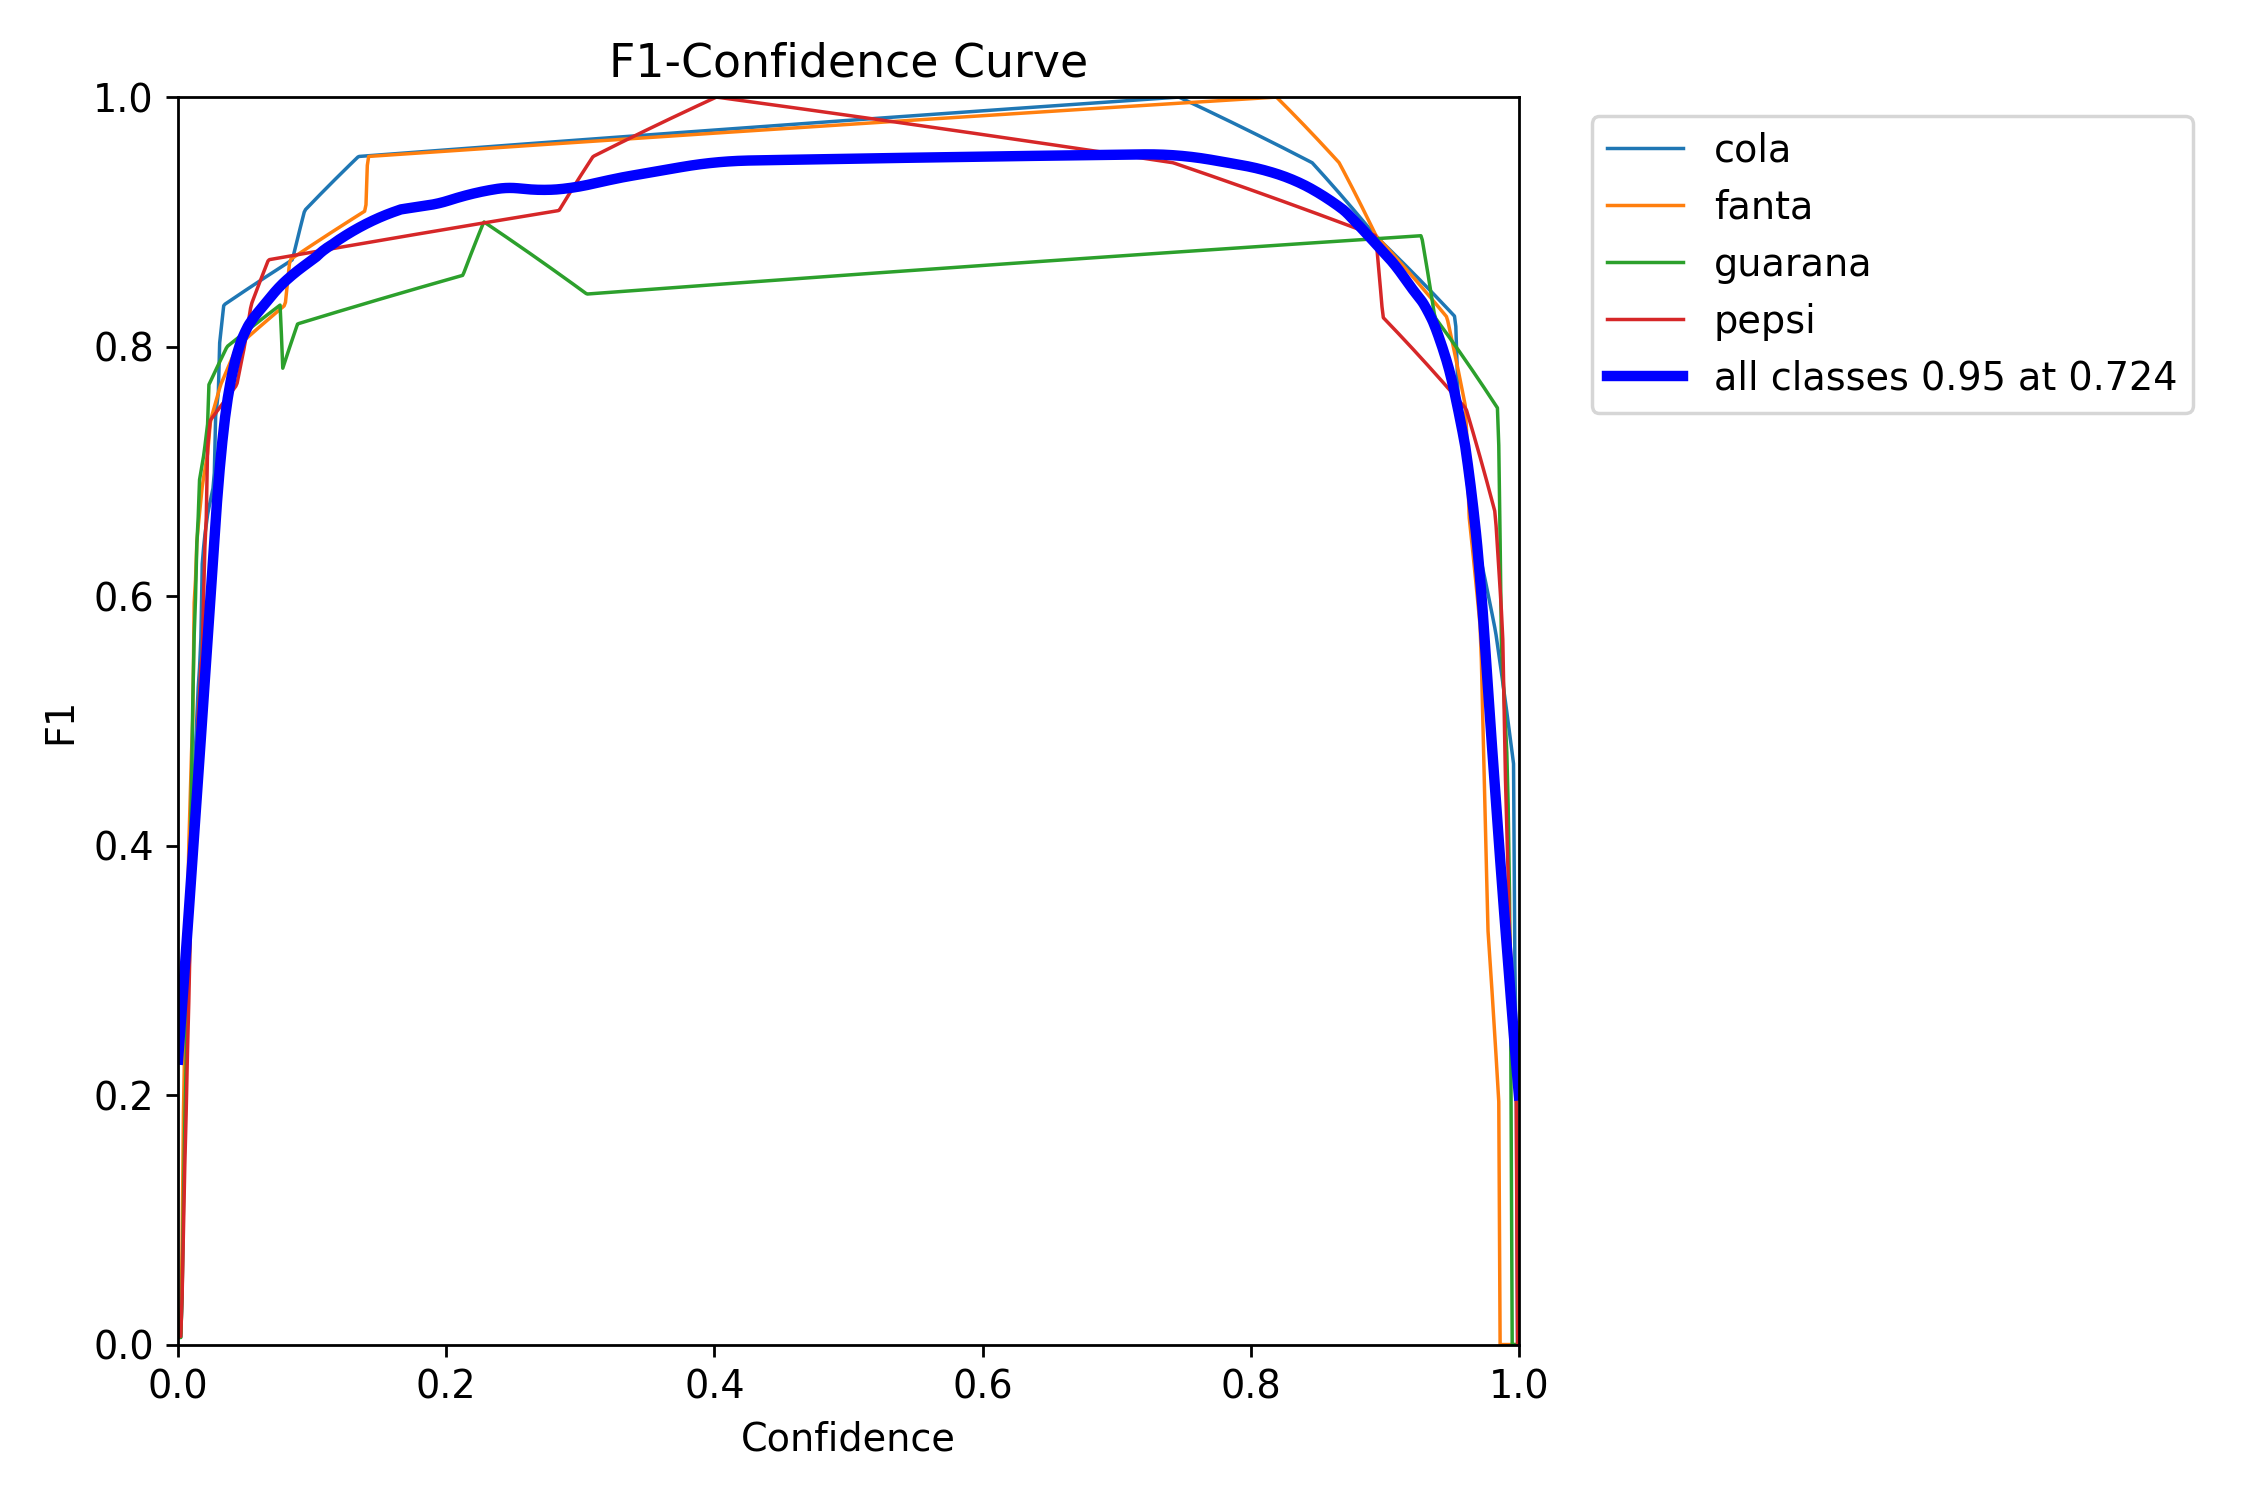 F1-Confidence Curve
1.0
0.8
0.6
0.4
0.2
0.0
F1
0.0 0.2 0.4 0.6 0.8 1.0
Confidence
cola
fanta
guarana
pepsi
all classes 0.95 at 0.724